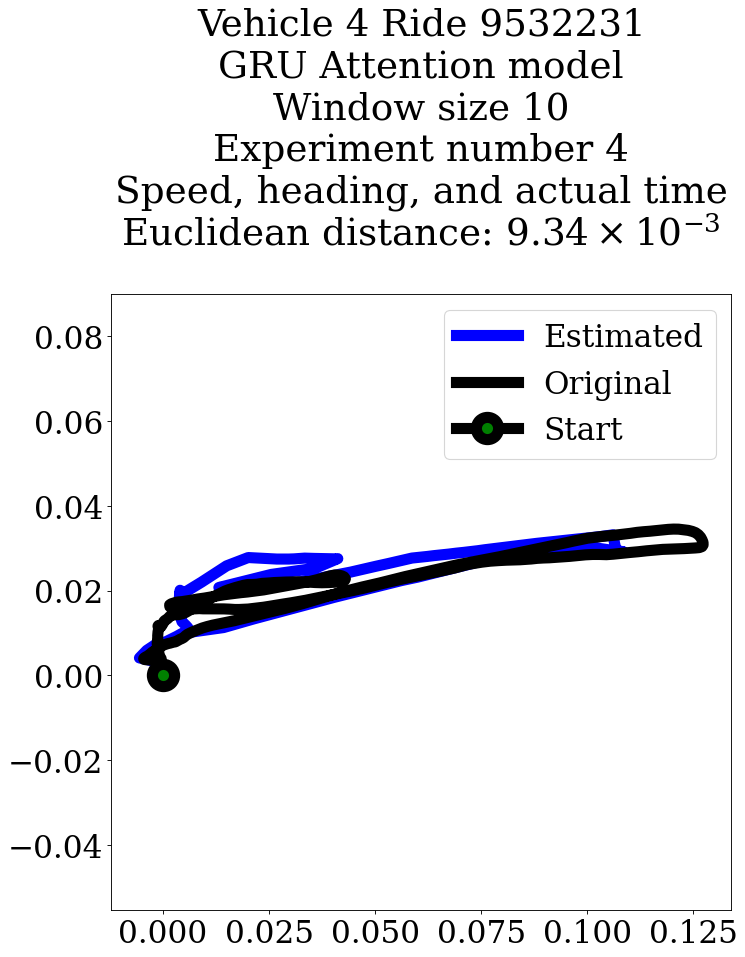 Vehicle 4 Ride 9532231
GRU Attention model
Window size 10
Experiment number 4
Speed, heading, and actual time
Euclidean distance: 9.34 × 10⁻³
Estimated
Original
Start
0.08
0.06
0.04
0.02
0.00
−0.02
−0.04
0.000 0.025 0.050 0.075 0.100 0.125